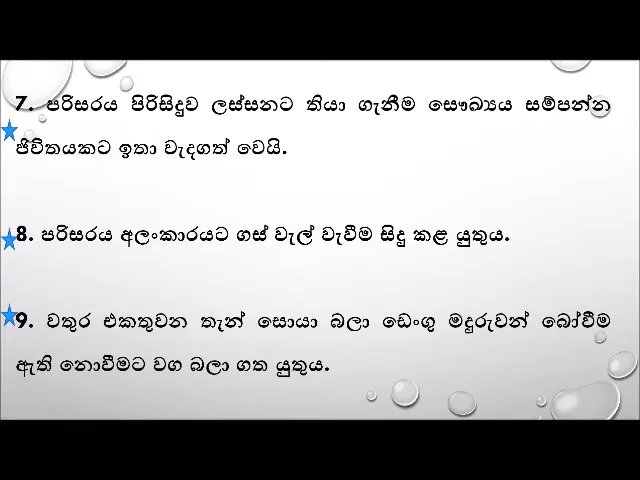 7. පරිසරය පිරිසිදුව ලස්සනට තියා ගැනීම සෞඛ්‍යය සම්පන්න
ජීවිතයකට ඉතා වැදගත් වෙයි.
8. පරිසරය අලංකාරයට ගස් වැල් වැවීම සිදු කළ යුතුය.
9. වතුර එකතුවන තැන් සොයා බලා ඩෙංගු මදුරුවන් බෝවීම
ඇති නොවීමට වග බලා ගත යුතුය.